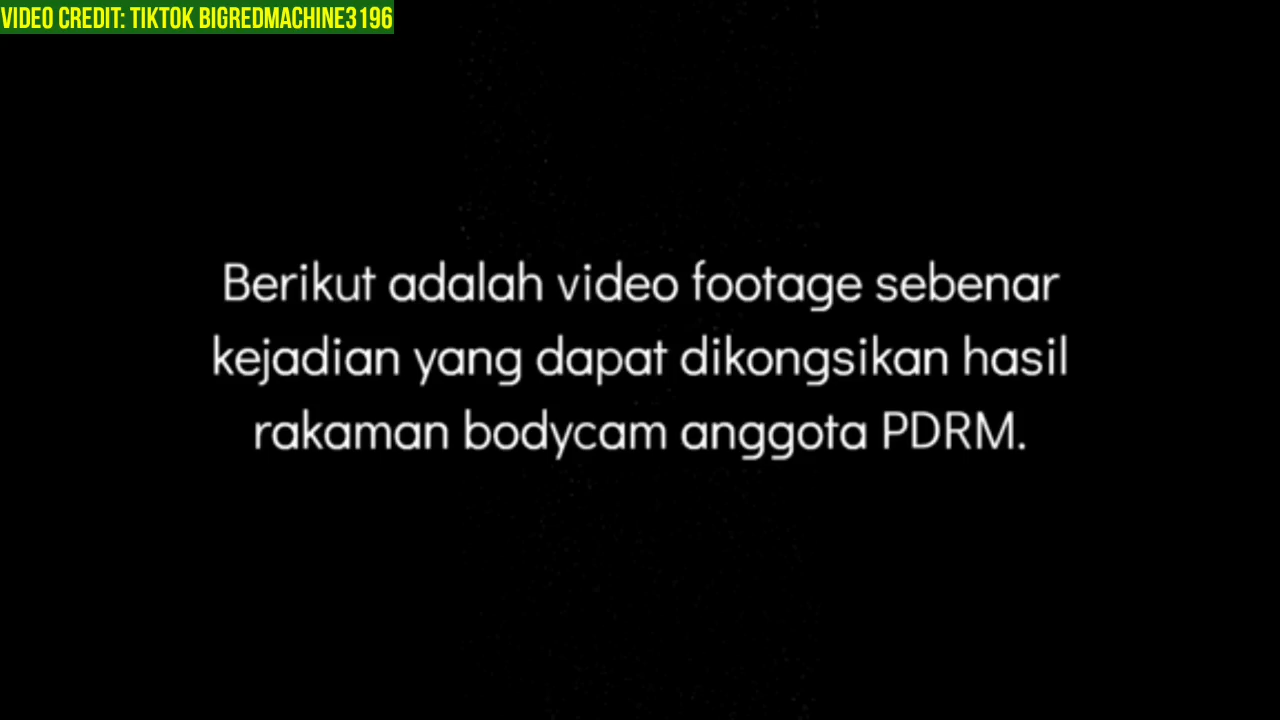 VIDEO CREDIT: TIKTOK BIGREDMACHINE3196
Berikut adalah video footage sebenar
kejadian yang dapat dikongsikan hasil
rakaman bodycam anggota PDRM.